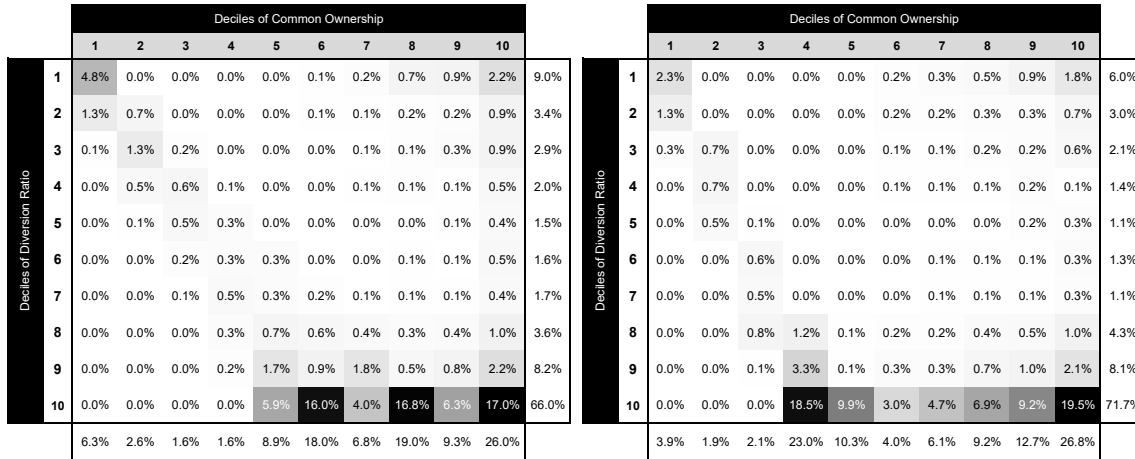 Deciles of Common Ownership
1 2 3 4 5 6 7 8 9 10
Deciles of Diversion Ratio
1 4.8% 0.0% 0.0% 0.0% 0.0% 0.1% 0.2% 0.7% 0.9% 2.2% 9.0%
2 1.3% 0.7% 0.0% 0.0% 0.0% 0.1% 0.1% 0.2% 0.2% 0.9% 3.4%
3 0.1% 1.3% 0.2% 0.0% 0.0% 0.0% 0.1% 0.1% 0.3% 0.9% 2.9%
4 0.0% 0.5% 0.6% 0.1% 0.0% 0.0% 0.1% 0.1% 0.1% 0.5% 2.0%
5 0.0% 0.1% 0.5% 0.3% 0.0% 0.0% 0.0% 0.0% 0.1% 0.4% 1.5%
6 0.0% 0.0% 0.2% 0.3% 0.3% 0.0% 0.0% 0.1% 0.1% 0.5% 1.6%
7 0.0% 0.0% 0.1% 0.5% 0.3% 0.2% 0.1% 0.1% 0.1% 0.4% 1.7%
8 0.0% 0.0% 0.0% 0.3% 0.7% 0.6% 0.4% 0.3% 0.4% 1.0% 3.6%
9 0.0% 0.0% 0.0% 0.2% 1.7% 0.9% 1.8% 0.5% 0.8% 2.2% 8.2%
10 0.0% 0.0% 0.0% 0.0% 5.9% 16.0% 4.0% 16.8% 6.3% 17.0% 66.0%
6.3% 2.6% 1.6% 1.6% 8.9% 18.0% 6.8% 19.0% 9.3% 26.0%
Deciles of Common Ownership
1 2 3 4 5 6 7 8 9 10
Deciles of Diversion Ratio
1 2.3% 0.0% 0.0% 0.0% 0.0% 0.2% 0.3% 0.5% 0.9% 1.8% 6.0%
2 1.3% 0.0% 0.0% 0.0% 0.0% 0.2% 0.2% 0.3% 0.3% 0.7% 3.0%
3 0.3% 0.7% 0.0% 0.0% 0.0% 0.1% 0.1% 0.2% 0.2% 0.6% 2.1%
4 0.0% 0.7% 0.0% 0.0% 0.0% 0.1% 0.1% 0.1% 0.2% 0.1% 1.4%
5 0.0% 0.5% 0.1% 0.0% 0.0% 0.0% 0.0% 0.0% 0.2% 0.3% 1.1%
6 0.0% 0.0% 0.6% 0.0% 0.0% 0.0% 0.1% 0.1% 0.1% 0.3% 1.3%
7 0.0% 0.0% 0.5% 0.0% 0.0% 0.0% 0.1% 0.1% 0.1% 0.3% 1.1%
8 0.0% 0.0% 0.8% 1.2% 0.1% 0.2% 0.2% 0.4% 0.5% 1.0% 4.3%
9 0.0% 0.0% 0.1% 3.3% 0.1% 0.3% 0.3% 0.7% 1.0% 2.1% 8.1%
10 0.0% 0.0% 0.0% 18.5% 9.9% 3.0% 4.7% 6.9% 9.2% 19.5% 71.7%
3.9% 1.9% 2.1% 23.0% 10.3% 4.0% 6.1% 9.2% 12.7% 26.8%